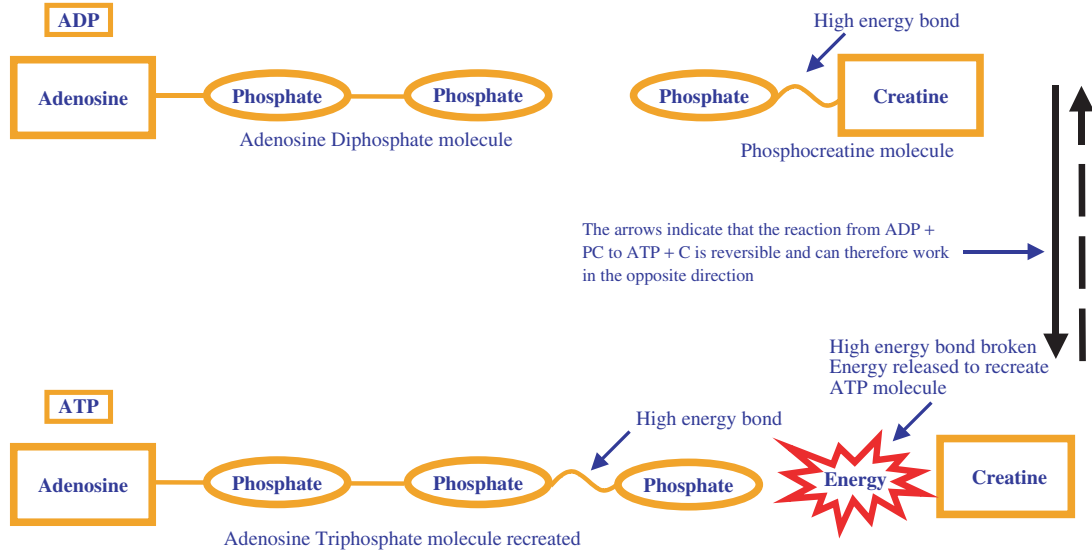 ADP
High energy bond
Adenosine
Phosphate
Phosphate
Phosphate
Creatine
Adenosine Diphosphate molecule
Phosphocreatine molecule
The arrows indicate that the reaction from ADP +
PC to ATP + C is reversible and can therefore work
in the opposite direction
High energy bond broken
Energy released to recreate
ATP molecule
ATP
High energy bond
Adenosine
Phosphate
Phosphate
Phosphate
Energy
Creatine
Adenosine Triphosphate molecule recreated